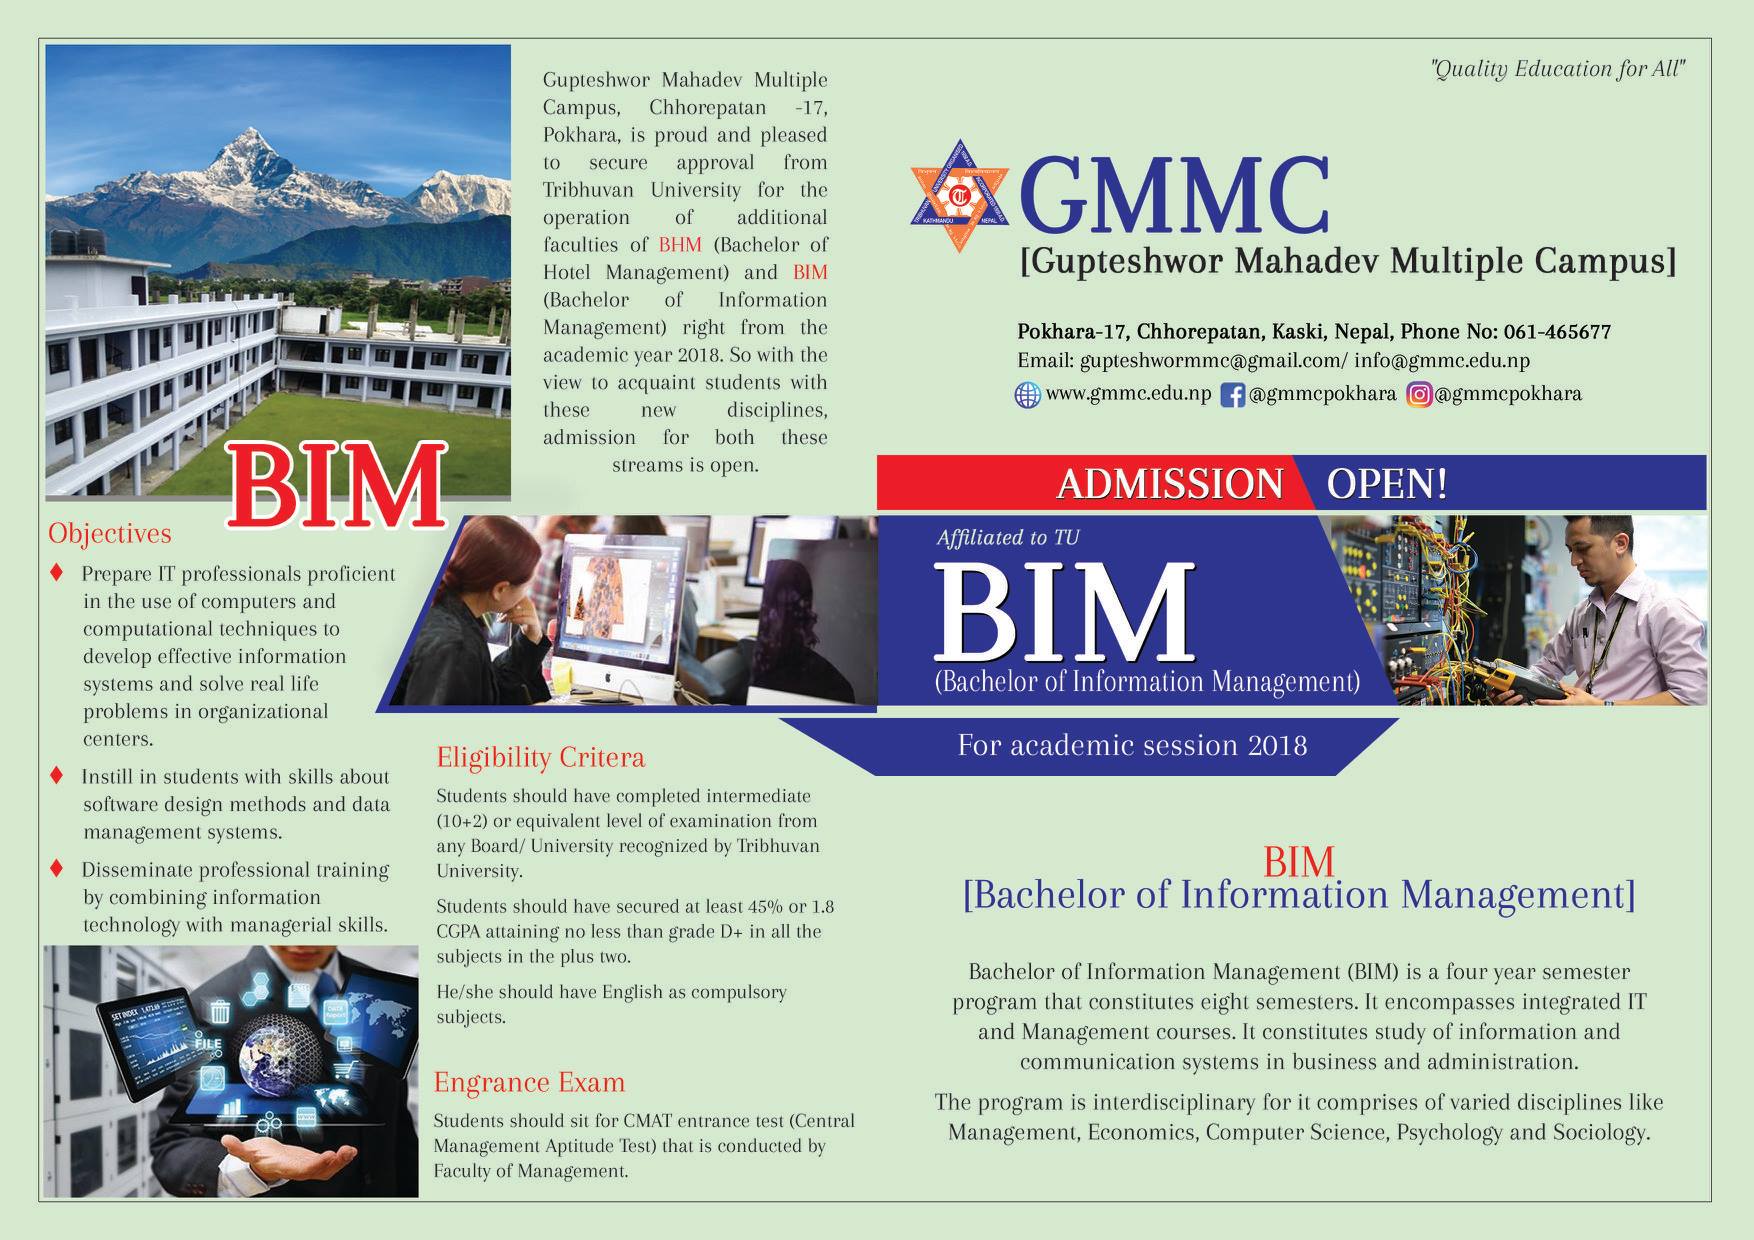 Gupteshwor Mahadev Multiple
Campus, Chhorepatan -17,
Pokhara, is proud and pleased
to secure approval from
Tribhuvan University for the
operation of additional
faculties of BHM (Bachelor of
Hotel Management) and BIM
(Bachelor of Information
Management) right from the
academic year 2018. So with the
view to acquaint students with
these new disciplines,
admission for both these
streams is open.
BIM
Objectives
Prepare IT professionals proficient
in the use of computers and
computational techniques to
develop effective information
systems and solve real life
problems in organizational
centers.
Instill in students with skills about
software design methods and data
management systems.
Disseminate professional training
by combining information
technology with managerial skills.
SET INDEX 1,473.89
FILE
DATA
Report
WWW
Eligibility Critera
Students should have completed intermediate
(10+2) or equivalent level of examination from
any Board/ University recognized by Tribhuvan
University.
Students should have secured at least 45% or 1.8
CGPA attaining no less than grade D+ in all the
subjects in the plus two.
He/she should have English as compulsory
subjects.
Engrance Exam
Students should sit for CMAT entrance test (Central
Management Aptitude Test) that is conducted by
Faculty of Management.
"Quality Education for All"
KATHMANDU NEPAL
GMMC
[Gupteshwor Mahadev Multiple Campus]
Pokhara-17, Chhorepatan, Kaski, Nepal, Phone No: 061-465677
Email: gupteshwormmc@gmail.com/ info@gmmc.edu.np
www.gmmc.edu.np @gmmcpokhara @gmmcpokhara
ADMISSION OPEN!
Affiliated to TU
BIM
(Bachelor of Information Management)
For academic session 2018
BIM
[Bachelor of Information Management]
Bachelor of Information Management (BIM) is a four year semester
program that constitutes eight semesters. It encompasses integrated IT
and Management courses. It constitutes study of information and
communication systems in business and administration.
The program is interdisciplinary for it comprises of varied disciplines like
Management, Economics, Computer Science, Psychology and Sociology.